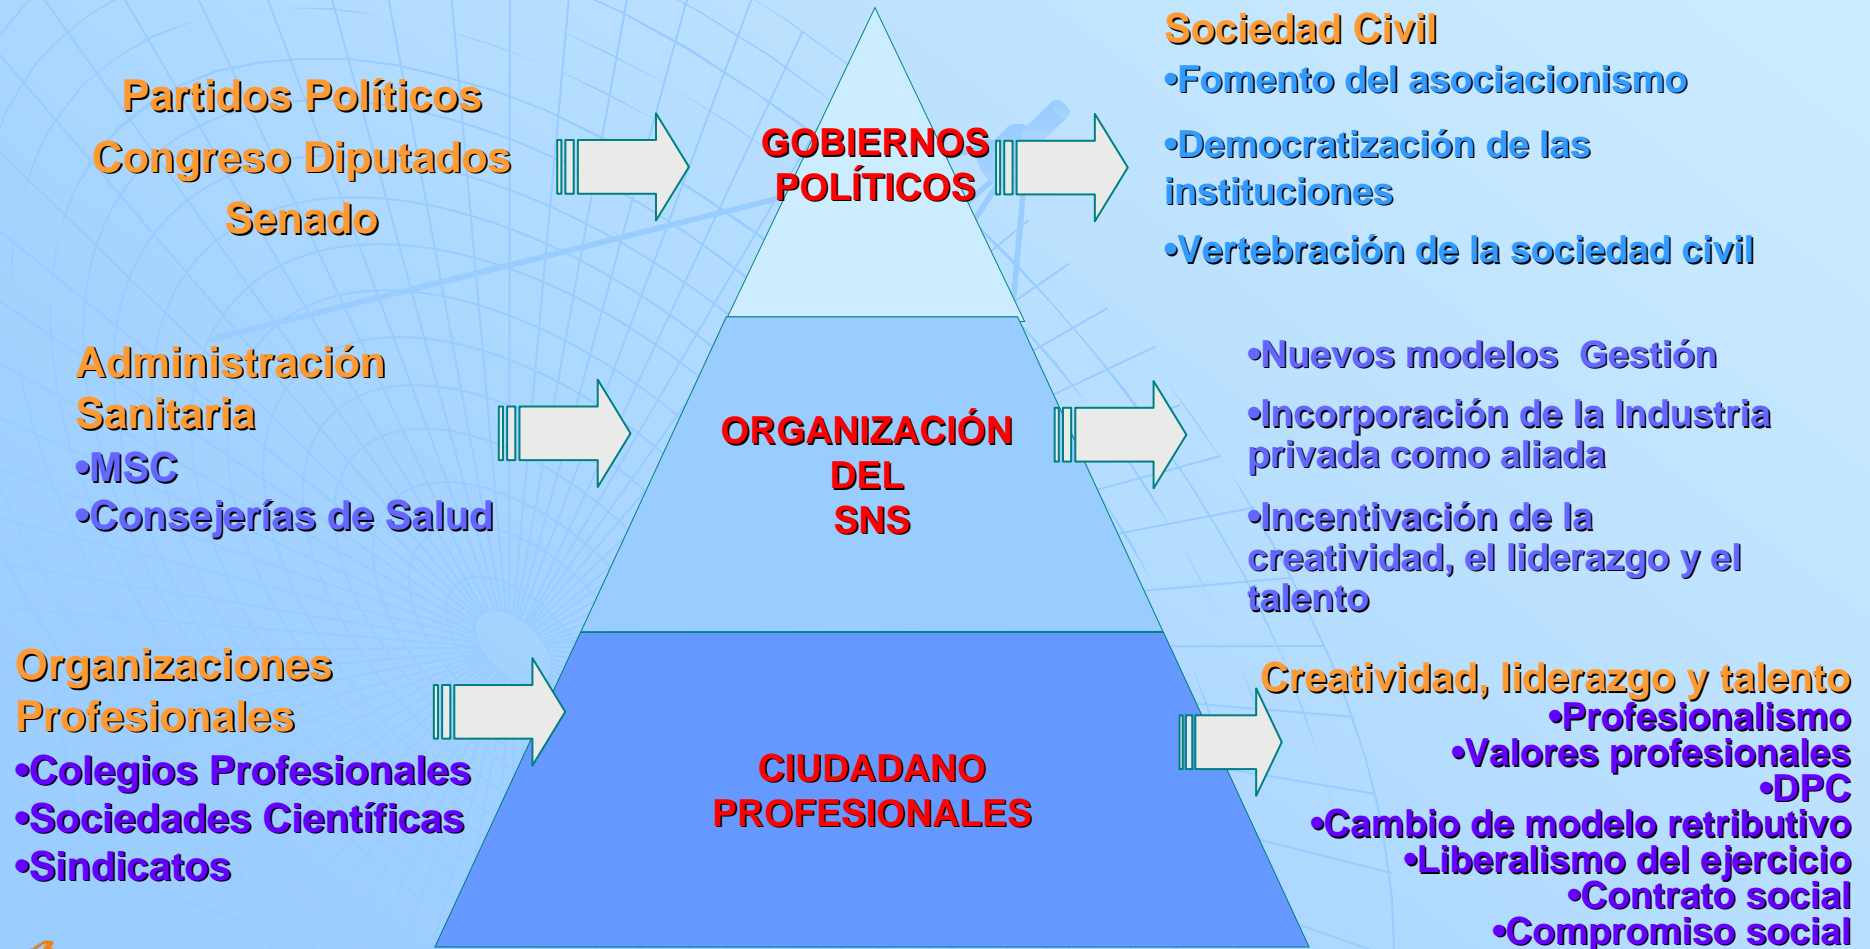 Partidos Políticos
Congreso Diputados
Senado
GOBIERNOS
POLÍTICOS
Sociedad Civil
•Fomento del asociacionismo
•Democratización de las
instituciones
•Vertebración de la sociedad civil
Administración
Sanitaria
•MSC
•Consejerías de Salud
ORGANIZACIÓN
DEL
SNS
•Nuevos modelos  Gestión
•Incorporación de la Industria
privada como aliada
•Incentivación de la
creatividad, el liderazgo y el
talento
Organizaciones
Profesionales
•Colegios Profesionales
•Sociedades Científicas
•Sindicatos
CIUDADANO
PROFESIONALES
Creatividad, liderazgo y talento
•Profesionalismo
•Valores profesionales
•DPC
•Cambio de modelo retributivo
•Liberalismo del ejercicio
•Contrato social
•Compromiso social